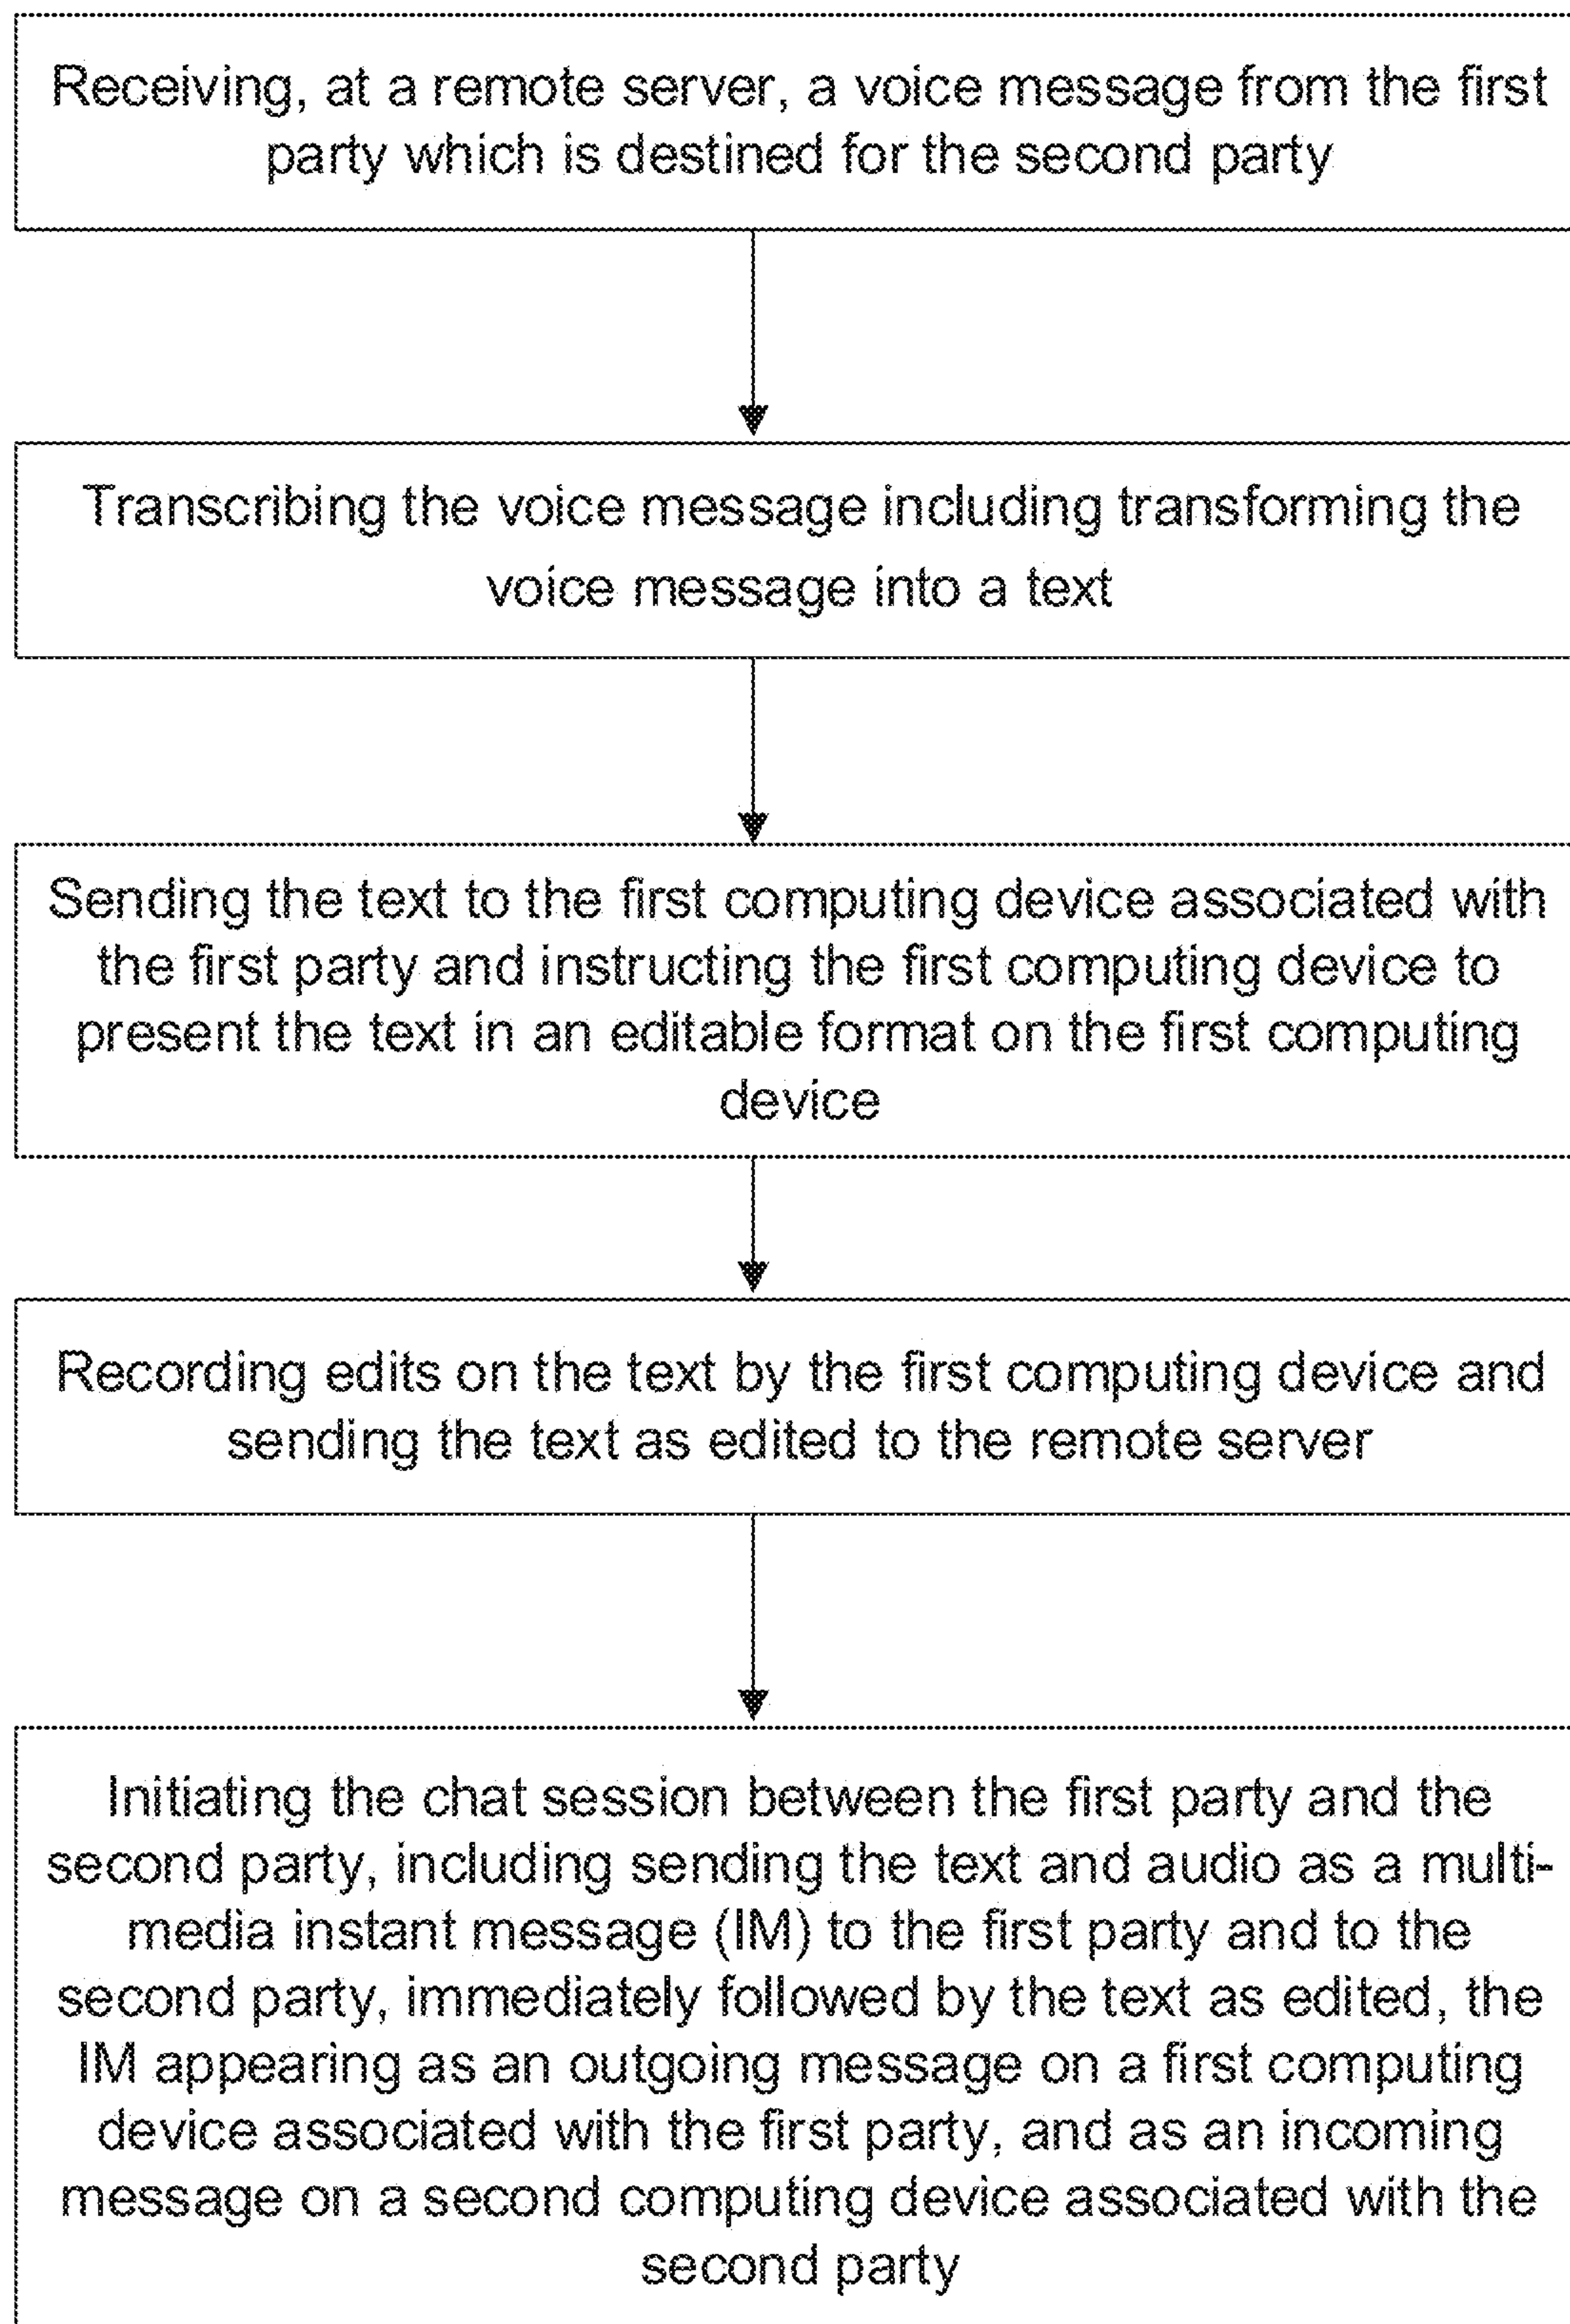 Receiving, at a remote server, a voice message from the first
party which is destined for the second party
Transcribing the voice message including transforming the
voice message into a text
Sending the text to the first computing device associated with
the first party and instructing the first computing device to
present the text in an editable format on the first computing
device
Recording edits on the text by the first computing device and
sending the text as edited to the remote server
Initiating the chat session between the first party and the
second party, including sending the text and audio as a multi-
media instant message (IM) to the first party and to the
second party, immediately followed by the text as edited, the
IM appearing as an outgoing message on a first computing
device associated with the first party, and as an incoming
message on a second computing device associated with the
second party